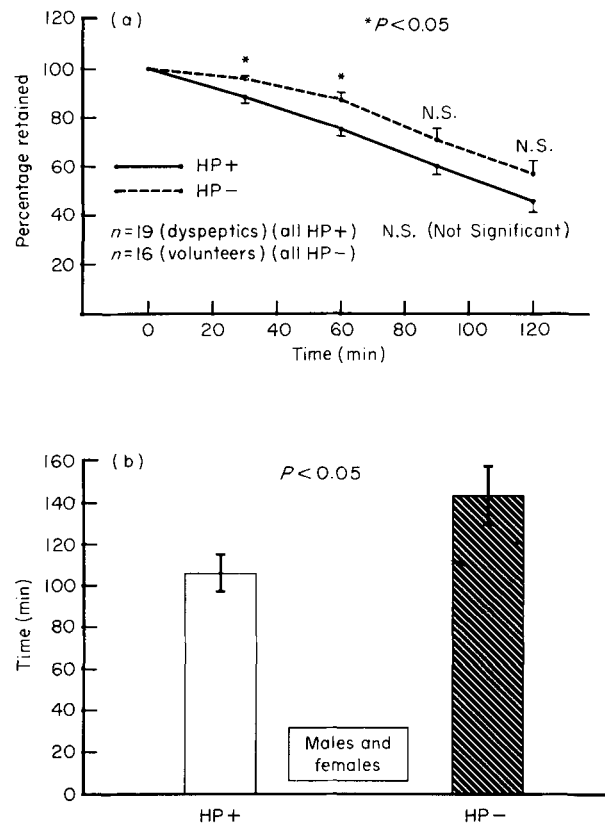 (a)
* P < 0.05
120
100
80
60
40
20
Percentage retained
*
*
N.S.
N.S.
HP+
HP−
n=19 (dyspeptics) (all HP+)
N.S. (Not Significant)
n=16 (volunteers) (all HP−)
0 20 40 60 80 100 120
Time (min)
(b)
P < 0.05
160
140
120
100
80
60
40
20
0
Time (min)
Males and
females
HP+
HP−